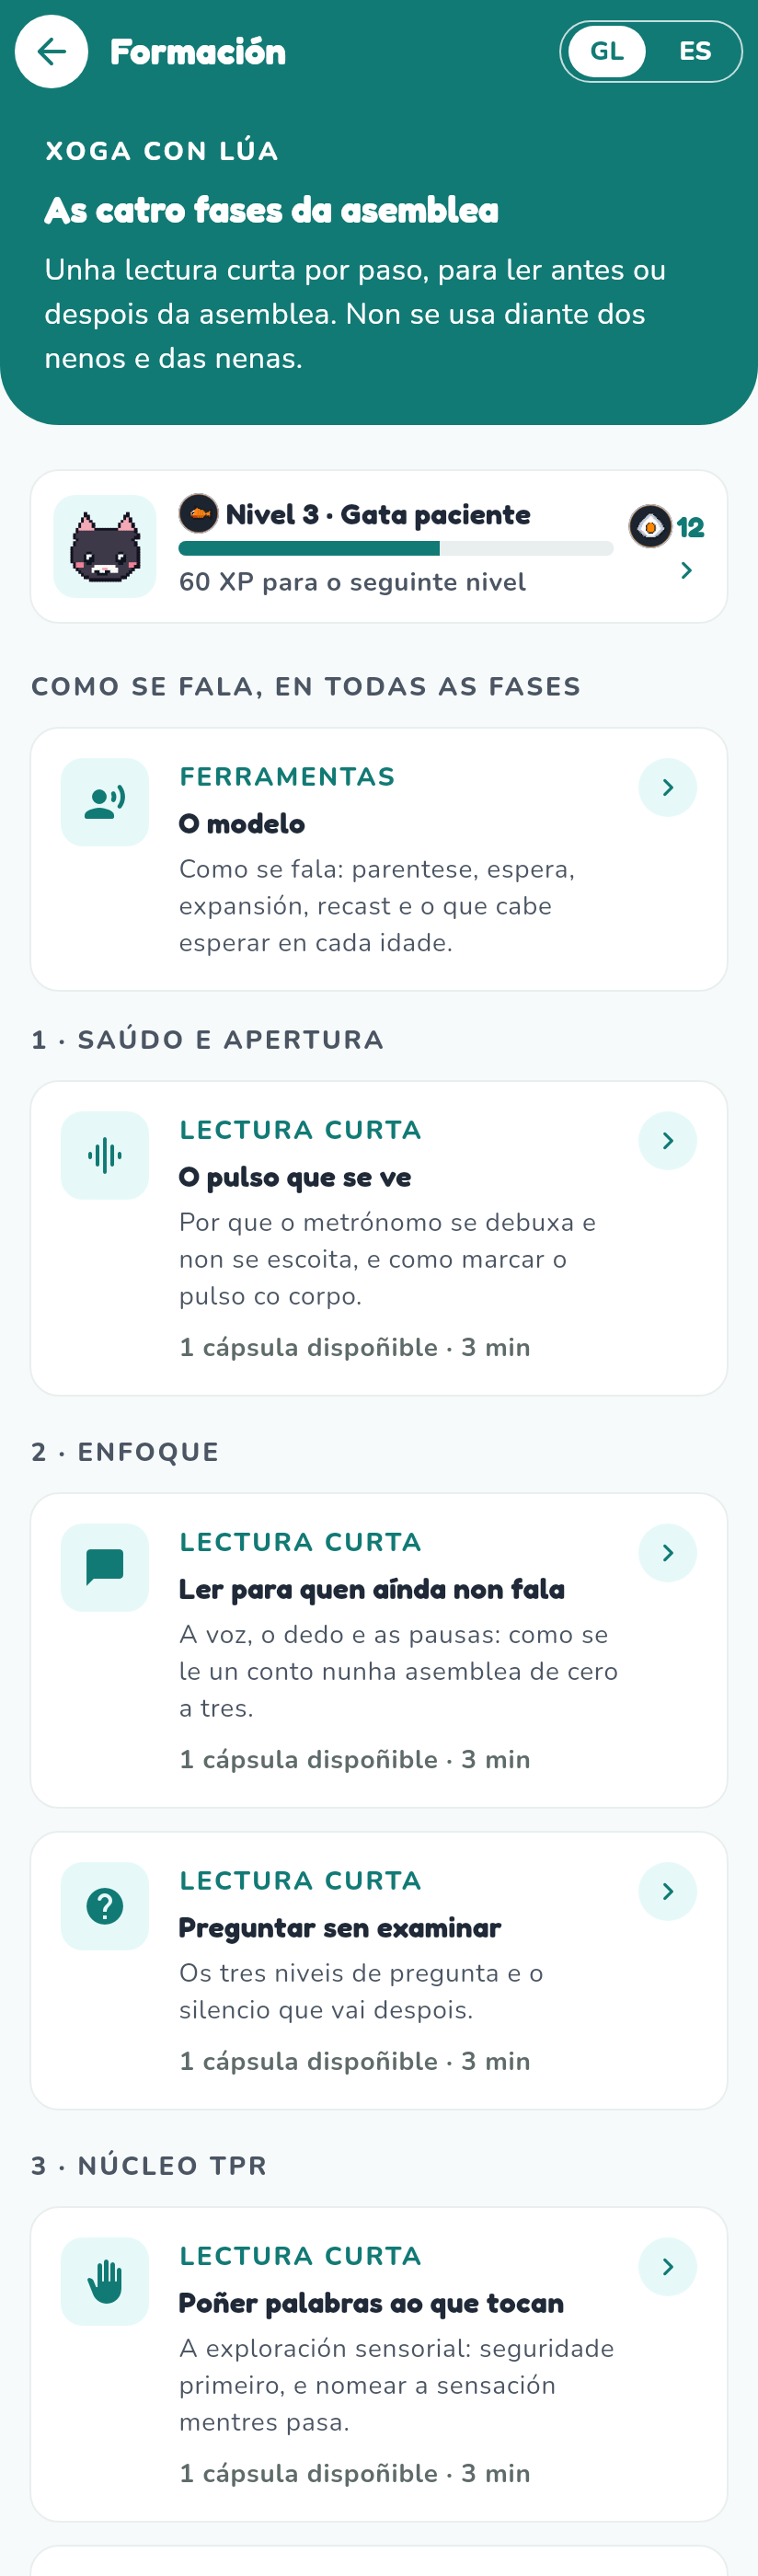 Formación
GL ES
XOGA CON LÚA
As catro fases da asemblea
Unha lectura curta por paso, para ler antes ou
despois da asemblea. Non se usa diante dos
nenos e das nenas.
Nivel 3 · Gata paciente
12
60 XP para o seguinte nivel
COMO SE FALA, EN TODAS AS FASES
FERRAMENTAS
O modelo
Como se fala: parentese, espera,
expansión, recast e o que cabe
esperar en cada idade.
1 · SAÚDO E APERTURA
LECTURA CURTA
O pulso que se ve
Por que o metrónomo se debuxa e
non se escoita, e como marcar o
pulso co corpo.
1 cápsula dispoñible · 3 min
2 · ENFOQUE
LECTURA CURTA
Ler para quen aínda non fala
A voz, o dedo e as pausas: como se
le un conto nunha asemblea de cero
a tres.
1 cápsula dispoñible · 3 min
LECTURA CURTA
Preguntar sen examinar
Os tres niveis de pregunta e o
silencio que vai despois.
1 cápsula dispoñible · 3 min
3 · NÚCLEO TPR
LECTURA CURTA
Poñer palabras ao que tocan
A exploración sensorial: seguridade
primeiro, e nomear a sensación
mentres pasa.
1 cápsula dispoñible · 3 min